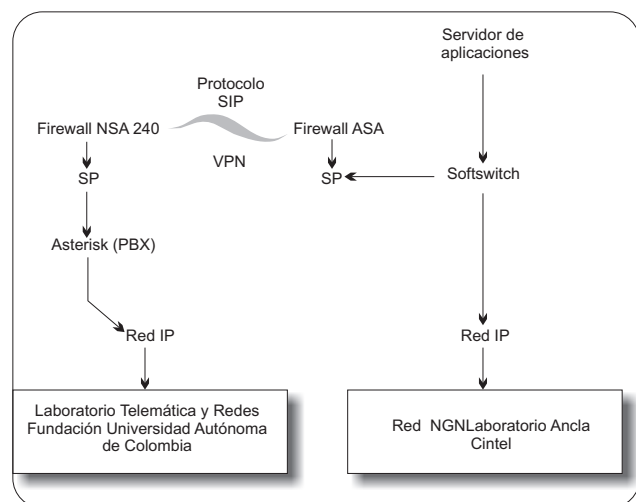 Servidor de
aplicaciones
Protocolo
SIP
Firewall NSA 240
Firewall ASA
VPN
SP
SP
Softswitch
Asterisk (PBX)
Red IP
Red IP
Laboratorio Telemática y Redes
Fundación Universidad Autónoma
de Colombia
Red NGNLaboratorio Ancla
Cintel